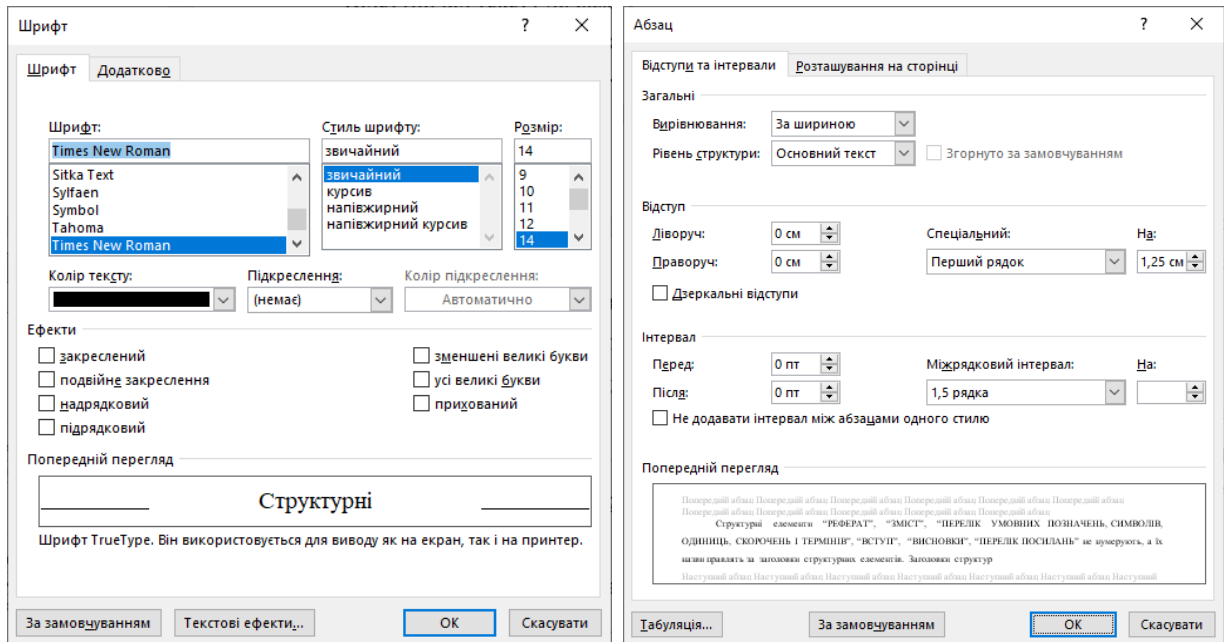 Шрифт ? ×
Шрифт Додатково
Шрифт: Стиль шрифту: Розмір:
Times New Roman звичайний 14
Sitka Text звичайний 9
Sylfaen курсив 10
Symbol напівжирний 11
Tahoma напівжирний курсив 12
Times New Roman 14
Колір тексту: Підкреслення: Колір підкреслення:
(немає) Автоматично
Ефекти
закреслений зменшені великі букви
подвійне закреслення усі великі букви
надрядковий прихований
підрядковий
Попередній перегляд
Структурні
Шрифт TrueType. Він використовується для виводу як на екран, так і на принтер.
За замовчуванням Текстові ефекти... ОК Скасувати
Абзац ? ×
Відступи та інтервали Розташування на сторінці
Загальні
Вирівнювання: За шириною
Рівень структури: Основний текст Згорнуто за замовчуванням
Відступ
Ліворуч: 0 см Спеціальний: На:
Праворуч: 0 см Перший рядок 1,25 см
Дзеркальні відступи
Інтервал
Перед: 0 пт Міжрядковий інтервал: На:
Після: 0 пт 1,5 рядка
Не додавати інтервал між абзацами одного стилю
Попередній перегляд
Попередній абзац Попередній абзац Попередній абзац Попередній абзац Попередній абзац Попередній абзац
Попередній абзац Попередній абзац Попередній абзац Попередній абзац Попередній абзац
Структурні елементи “РЕФЕРАТ”, “ЗМІСТ”, “ПЕРЕЛІК УМОВНИХ ПОЗНАЧЕНЬ, СИМВОЛІВ,
ОДИНИЦЬ, СКОРОЧЕНЬ І ТЕРМІНІВ”, “ВСТУП”, “ВИСНОВКИ”, “ПЕРЕЛІК ПОСИЛАНЬ” не нумерують, а їх
назви правлять за заголовки структурних елементів. Заголовки структур
Наступний абзац Наступний абзац Наступний абзац Наступний абзац Наступний абзац Наступний
Табуляція... За замовчуванням ОК Скасувати